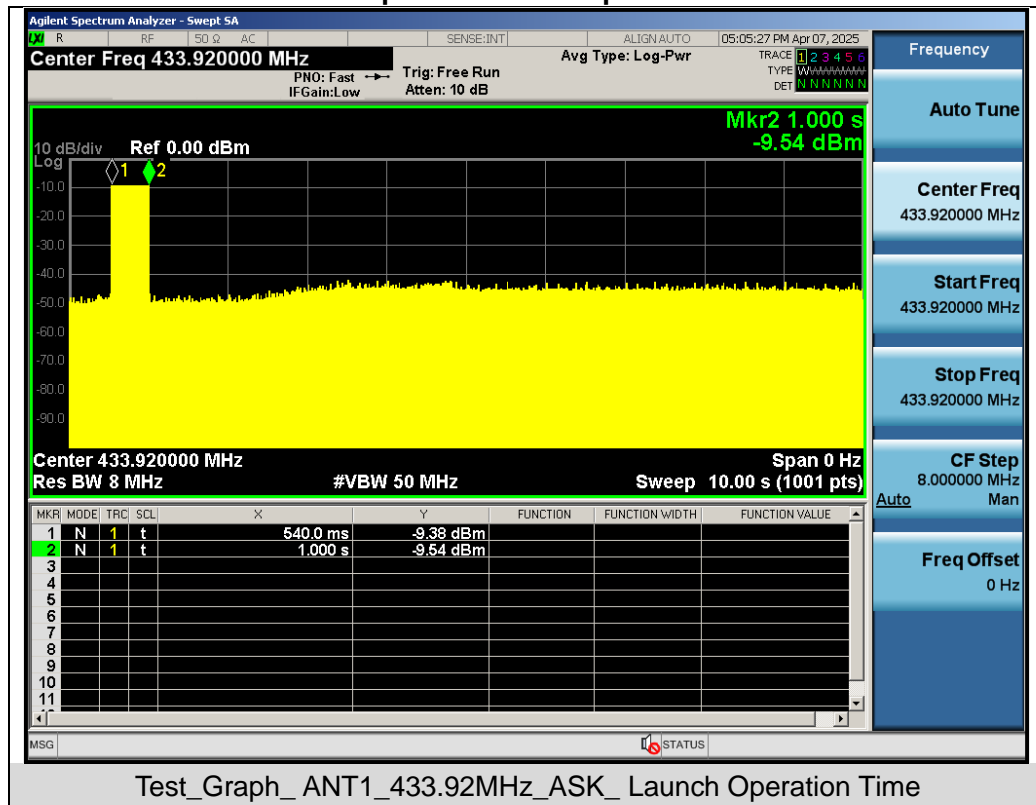 Agilent Spectrum Analyzer - Swept SA
LXI R RF 50 Ω AC SENSE:INT ALIGN AUTO 05:05:27 PM Apr 07, 2025
Center Freq 433.920000 MHz
PNO: Fast
IFGain:Low
Trig: Free Run
Atten: 10 dB
Avg Type: Log-Pwr
TRACE 1 2 3 4 5 6
TYPE WWWWWW
DET N N N N N N
Mkr2 1.000 s
-9.54 dBm
10 dB/div Ref 0.00 dBm
Log
1 2
-10.0
-20.0
-30.0
-40.0
-50.0
-60.0
-70.0
-80.0
-90.0
Center 433.920000 MHz Span 0 Hz
Res BW 8 MHz #VBW 50 MHz Sweep 10.00 s (1001 pts)
MKR MODE TRC SCL X Y FUNCTION FUNCTION WIDTH FUNCTION VALUE
1 N 1 t 540.0 ms -9.38 dBm
2 N 1 t 1.000 s -9.54 dBm
3
4
5
6
7
8
9
10
11
MSG STATUS
Frequency
Auto Tune
Center Freq
433.920000 MHz
Start Freq
433.920000 MHz
Stop Freq
433.920000 MHz
CF Step
8.000000 MHz
Auto Man
Freq Offset
0 Hz
Test_Graph_ ANT1_433.92MHz_ASK_ Launch Operation Time